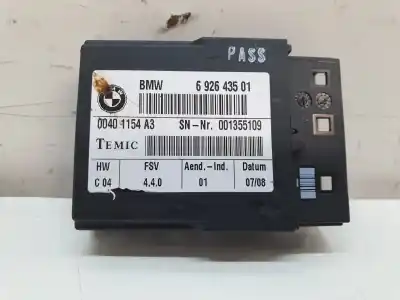 PASS
BMW 6 926 435 01
0040 1154 A3 SN-Nr. 001355109
TEMIC
HW FSV Aend.-Ind. Datum
C 04 4.4.0 01 07/08